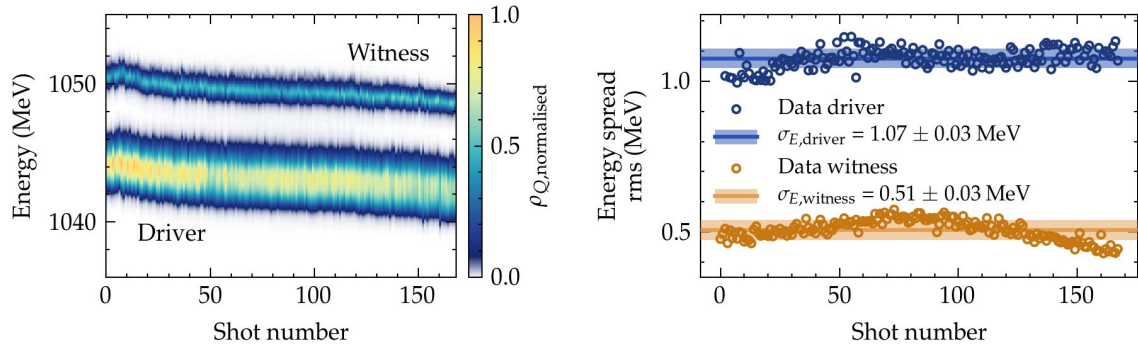 1050
1040
Energy (MeV)
Witness
Driver
0
50
100
150
Shot number
1.0
0.5
0.0
ρQ,normalised
1.0
0.5
Energy spread
rms (MeV)
Data driver
σE,driver = 1.07 ± 0.03 MeV
Data witness
σE,witness = 0.51 ± 0.03 MeV
0
50
100
150
Shot number